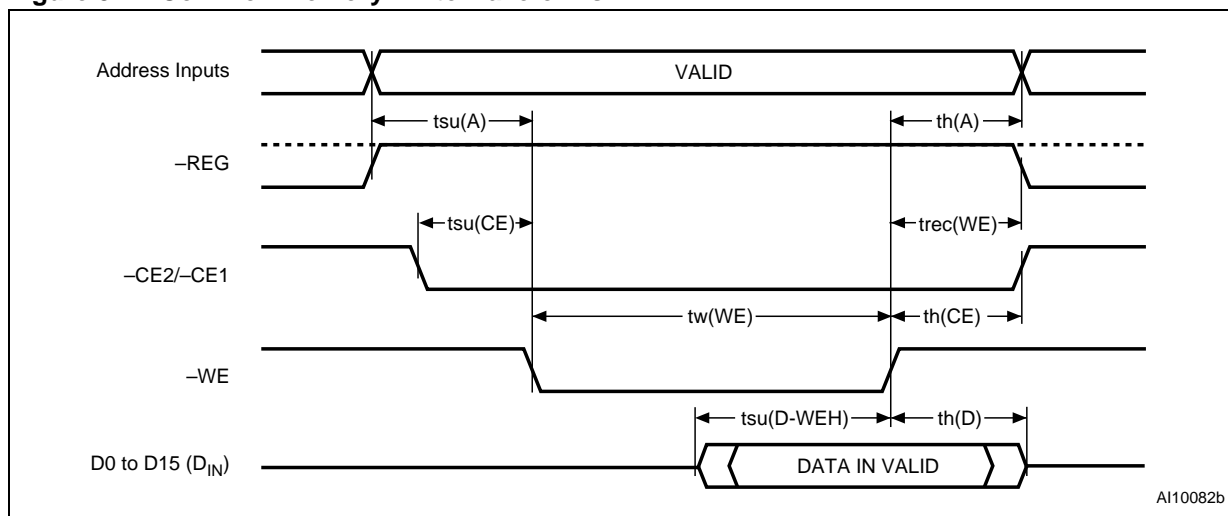 Address Inputs
VALID
tsu(A)
th(A)
–REG
tsu(CE)
trec(WE)
–CE2/–CE1
tw(WE)
th(CE)
–WE
tsu(D-WEH)
th(D)
D0 to D15 (DIN)
DATA IN VALID
AI10082b